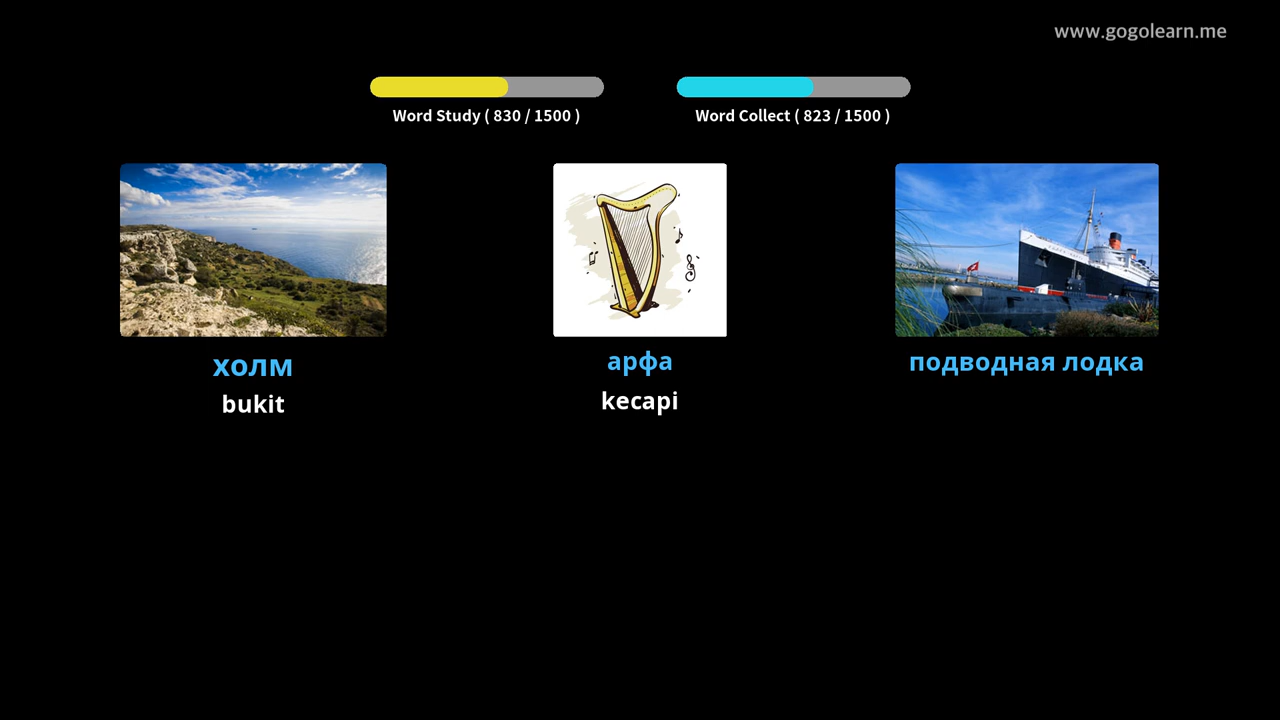 www.gogolearn.me
Word Study ( 830 / 1500 )
Word Collect ( 823 / 1500 )
холм
арфа
подводная лодка
bukit
kecapi